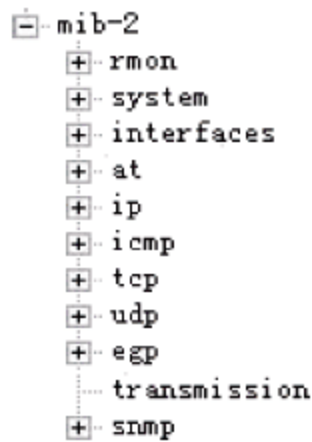 mib-2
rmon
system
interfaces
at
ip
icmp
tcp
udp
egp
transmission
snmp